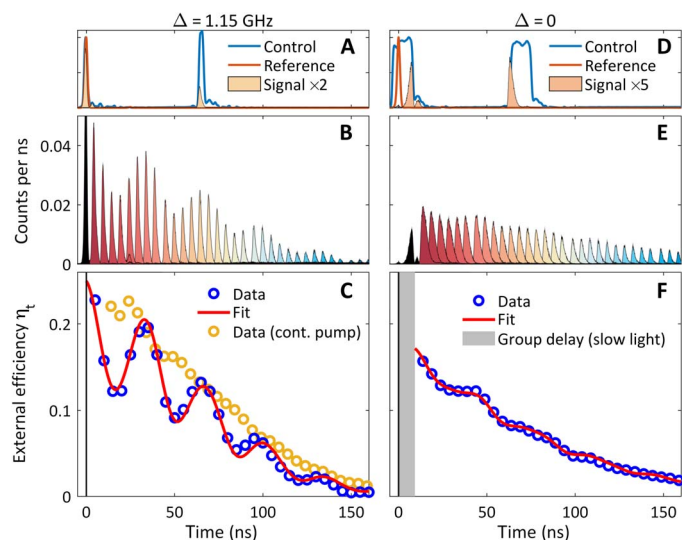 Δ = 1.15 GHz
Δ = 0
A
Control
Reference
Signal ×2
D
Control
Reference
Signal ×5
B
E
Counts per ns
0.04
0.02
0
C
Data
Fit
Data (cont. pump)
F
Data
Fit
Group delay (slow light)
External efficiency ηt
0.2
0.1
0
0 50 100 150
0 50 100 150
Time (ns)
Time (ns)